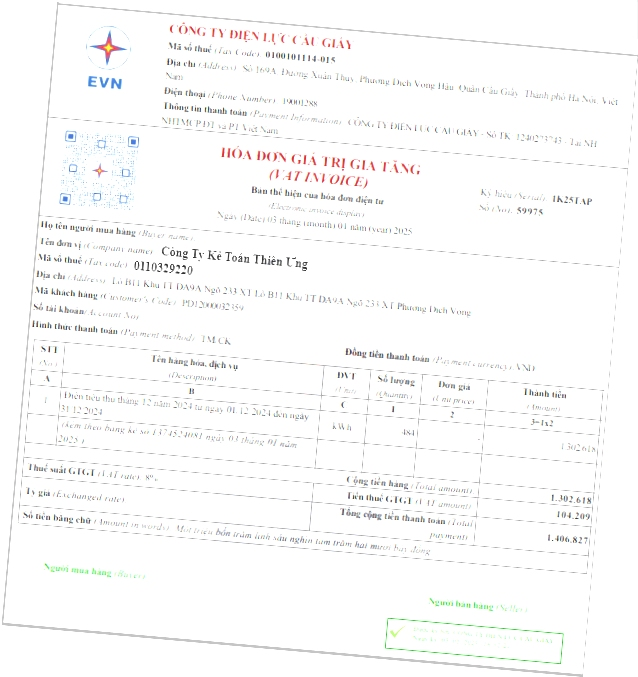 EVN
CÔNG TY ĐIỆN LỰC CẦU GIẤY
Mã số thuế (Tax Code): 0100101114-015
Địa chỉ (Address): Số 169A, Đường Xuân Thủy, Phường Dịch Vọng Hậu, Quận Cầu Giấy, Thành phố Hà Nội, Việt
Nam
Điện thoại (Phone Number): 19001288
Thông tin thanh toán (Payment Information): CÔNG TY ĐIỆN LỰC CẦU GIẤY - Số TK: Tại NH
NHTMCP ĐT và PT Việt Nam
HÓA ĐƠN GIÁ TRỊ GIA TĂNG
(VAT INVOICE)
Bản thể hiện của hóa đơn điện tử
(Electronic invoice display)
Ngày (Date) 03 tháng (month) 01 năm (year) 2025
Ký hiệu (Serial): 1K25TAP
Số (No): 59975
Họ tên người mua hàng (Buyer name):
Tên đơn vị (Company name): Công Ty Kế Toán Thiên Ưng
Mã số thuế (Tax code): 0110329220
Địa chỉ (Address): Lô B11 Khu TT DA9A Ngõ 233 XT Lô B11 Khu TT DA9A Ngõ 233 XT Phường Dịch Vọng
Mã khách hàng (Customer's Code): PD12000032359
Số tài khoản( Account No):
Hình thức thanh toán (Payment method): TM,CK
Đồng tiền thanh toán (Payment currency): VND
STT Tên hàng hóa, dịch vụ ĐVT Số lượng Đơn giá Thành tiền
(No) (Description) (Unit) (Quantity) (Unit price) (Amount)
A B C 1 2 3=1x2
1 Điện tiêu thụ tháng 12 năm 2024 từ ngày 01/12/2024 đến ngày
31/12/2024 kWh 484 1.302.618
(kèm theo bảng kê số 1374524081 ngày 03 tháng 01 năm
2025 )
Cộng tiền hàng (Total amount): 1.302.618
Thuế suất GTGT (VAT rate): 8% Tiền thuế GTGT (VAT amount): 104.209
Tỷ giá (Exchanged rate): Tổng cộng tiền thanh toán (Total
payment): 1.406.827
Số tiền bằng chữ (Amount in words): Một triệu bốn trăm linh sáu nghìn tám trăm hai mươi bảy đồng
Người mua hàng (Buyer)
Người bán hàng (Seller)